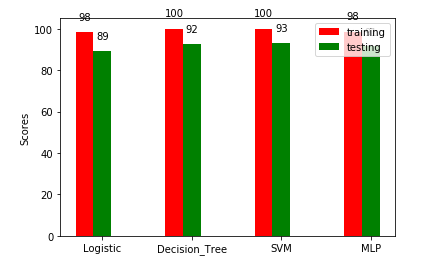 98
100
100
98
89
92
93
training
testing
100
80
60
40
20
0
Scores
Logistic
Decision_Tree
SVM
MLP